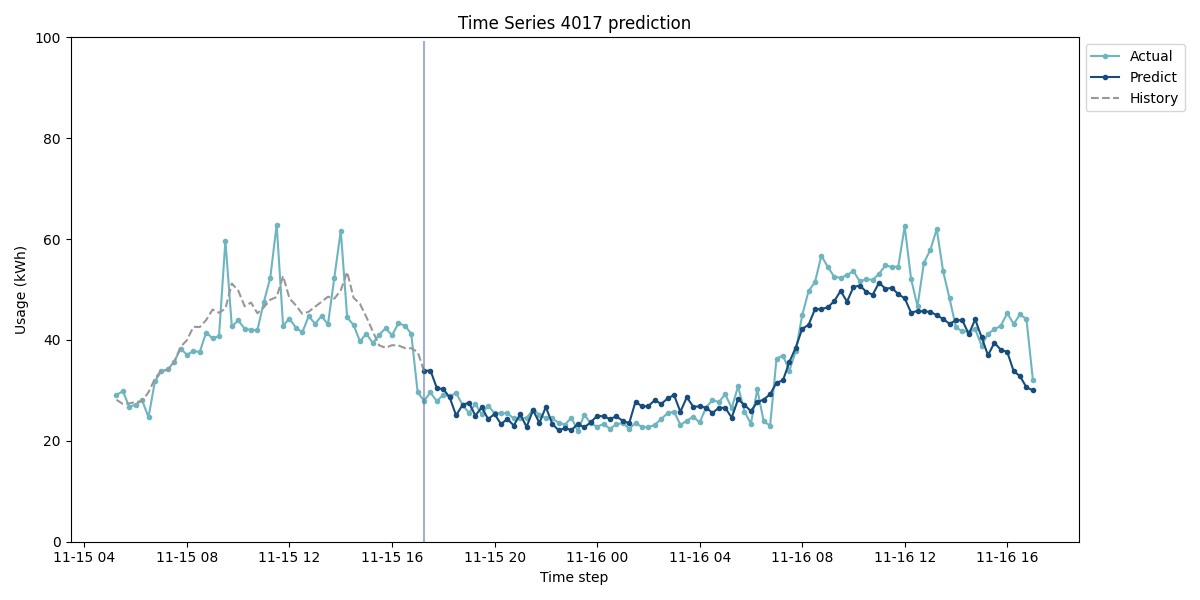 Time Series 4017 prediction
100
80
60
40
20
0
Usage (kWh)
11-15 04
11-15 08
11-15 12
11-15 16
11-15 20
11-16 00
11-16 04
11-16 08
11-16 12
11-16 16
Time step
Actual
Predict
History